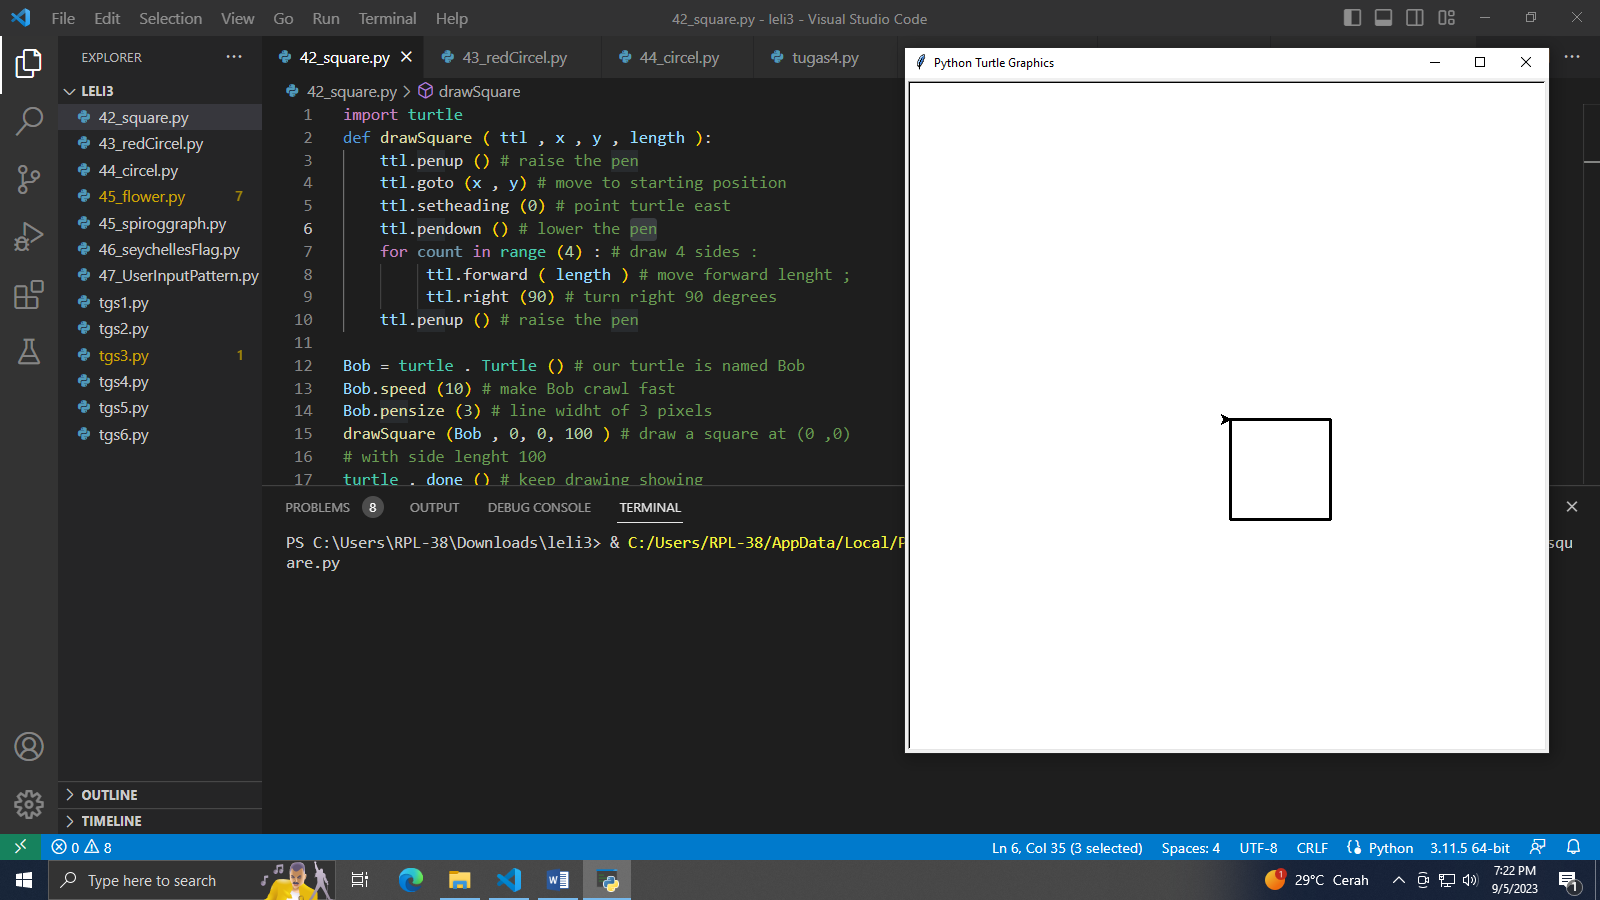 File Edit Selection View Go Run Terminal Help
42_square.py - leli3 - Visual Studio Code
EXPLORER
LELI3
42_square.py
43_redCircel.py
44_circel.py
45_flower.py 7
45_spiroggraph.py
46_seychellesFlag.py
47_UserInputPattern.py
tgs1.py
tgs2.py
tgs3.py 1
tgs4.py
tgs5.py
tgs6.py
OUTLINE
TIMELINE
42_square.py 43_redCircel.py 44_circel.py tugas4.py
42_square.py > drawSquare
1 import turtle
2 def drawSquare ( ttl , x , y , length ):
3 ttl.penup () # raise the pen
4 ttl.goto (x , y) # move to starting position
5 ttl.setheading (0) # point turtle east
6 ttl.pendown () # lower the pen
7 for count in range (4) : # draw 4 sides :
8 ttl.forward ( length ) # move forward lenght ;
9 ttl.right (90) # turn right 90 degrees
10 ttl.penup () # raise the pen
11
12 Bob = turtle . Turtle () # our turtle is named Bob
13 Bob.speed (10) # make Bob crawl fast
14 Bob.pensize (3) # line widht of 3 pixels
15 drawSquare (Bob , 0, 0, 100 ) # draw a square at (0 ,0)
16 # with side lenght 100
17 turtle . done () # keep drawing showing
PROBLEMS 8 OUTPUT DEBUG CONSOLE TERMINAL
PS C:\Users\RPL-38\Downloads\leli3> & C:/Users/RPL-38/AppData/Local/P
squ
are.py
Python Turtle Graphics
0 8
Ln 6, Col 35 (3 selected) Spaces: 4 UTF-8 CRLF Python 3.11.5 64-bit
Type here to search
1
29°C Cerah
7:22 PM
9/5/2023
1